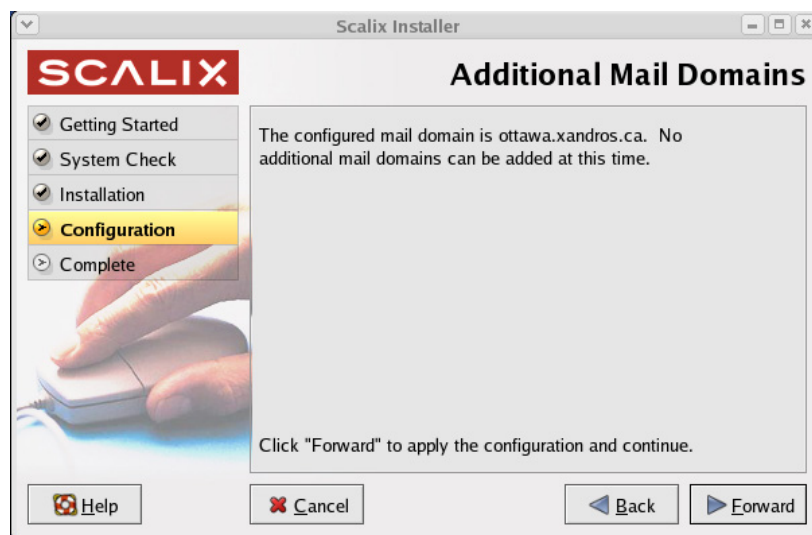 Scalix Installer
SCALIX
Additional Mail Domains
Getting Started
System Check
Installation
Configuration
Complete
The configured mail domain is ottawa.xandros.ca.  No
additional mail domains can be added at this time.
Click "Forward" to apply the configuration and continue.
Help
Cancel
Back
Forward